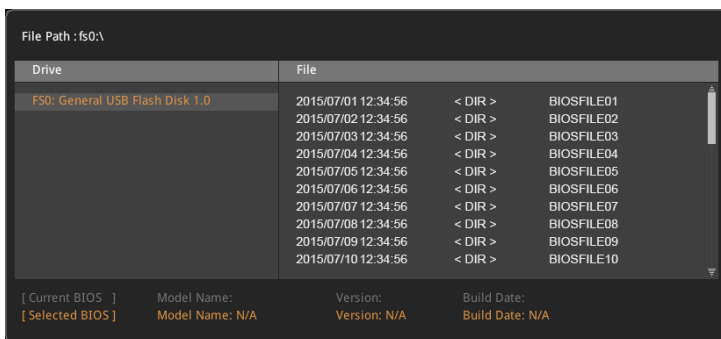 File Path : fs0:\
Drive File
FS0: General USB Flash Disk 1.0
2015/07/01 12:34:56 < DIR > BIOSFILE01
2015/07/02 12:34:56 < DIR > BIOSFILE02
2015/07/03 12:34:56 < DIR > BIOSFILE03
2015/07/04 12:34:56 < DIR > BIOSFILE04
2015/07/05 12:34:56 < DIR > BIOSFILE05
2015/07/06 12:34:56 < DIR > BIOSFILE06
2015/07/07 12:34:56 < DIR > BIOSFILE07
2015/07/08 12:34:56 < DIR > BIOSFILE08
2015/07/09 12:34:56 < DIR > BIOSFILE09
2015/07/10 12:34:56 < DIR > BIOSFILE10
[ Current BIOS ] Model Name: Version: Build Date:
[ Selected BIOS ] Model Name: N/A Version: N/A Build Date: N/A